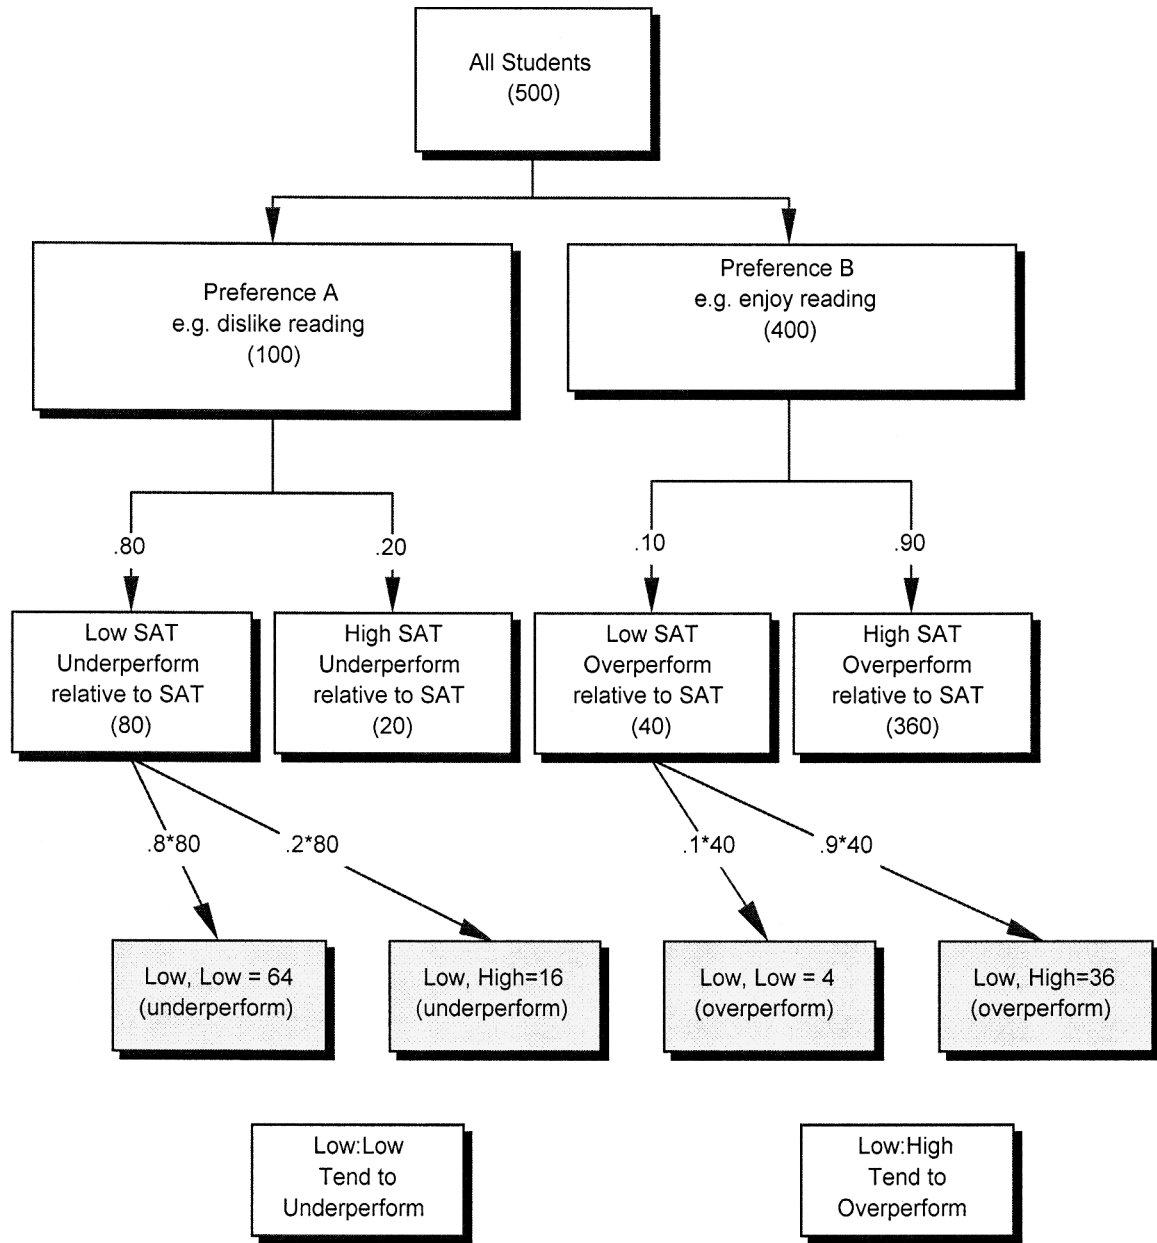 All Students
(500)
Preference A
e.g. dislike reading
(100)
Preference B
e.g. enjoy reading
(400)
.80
.20
.10
.90
Low SAT
Underperform
relative to SAT
(80)
High SAT
Underperform
relative to SAT
(20)
Low SAT
Overperform
relative to SAT
(40)
High SAT
Overperform
relative to SAT
(360)
.8*80
.2*80
.1*40
.9*40
Low, Low = 64
(underperform)
Low, High=16
(underperform)
Low, Low = 4
(overperform)
Low, High=36
(overperform)
Low:Low
Tend to
Underperform
Low:High
Tend to
Overperform